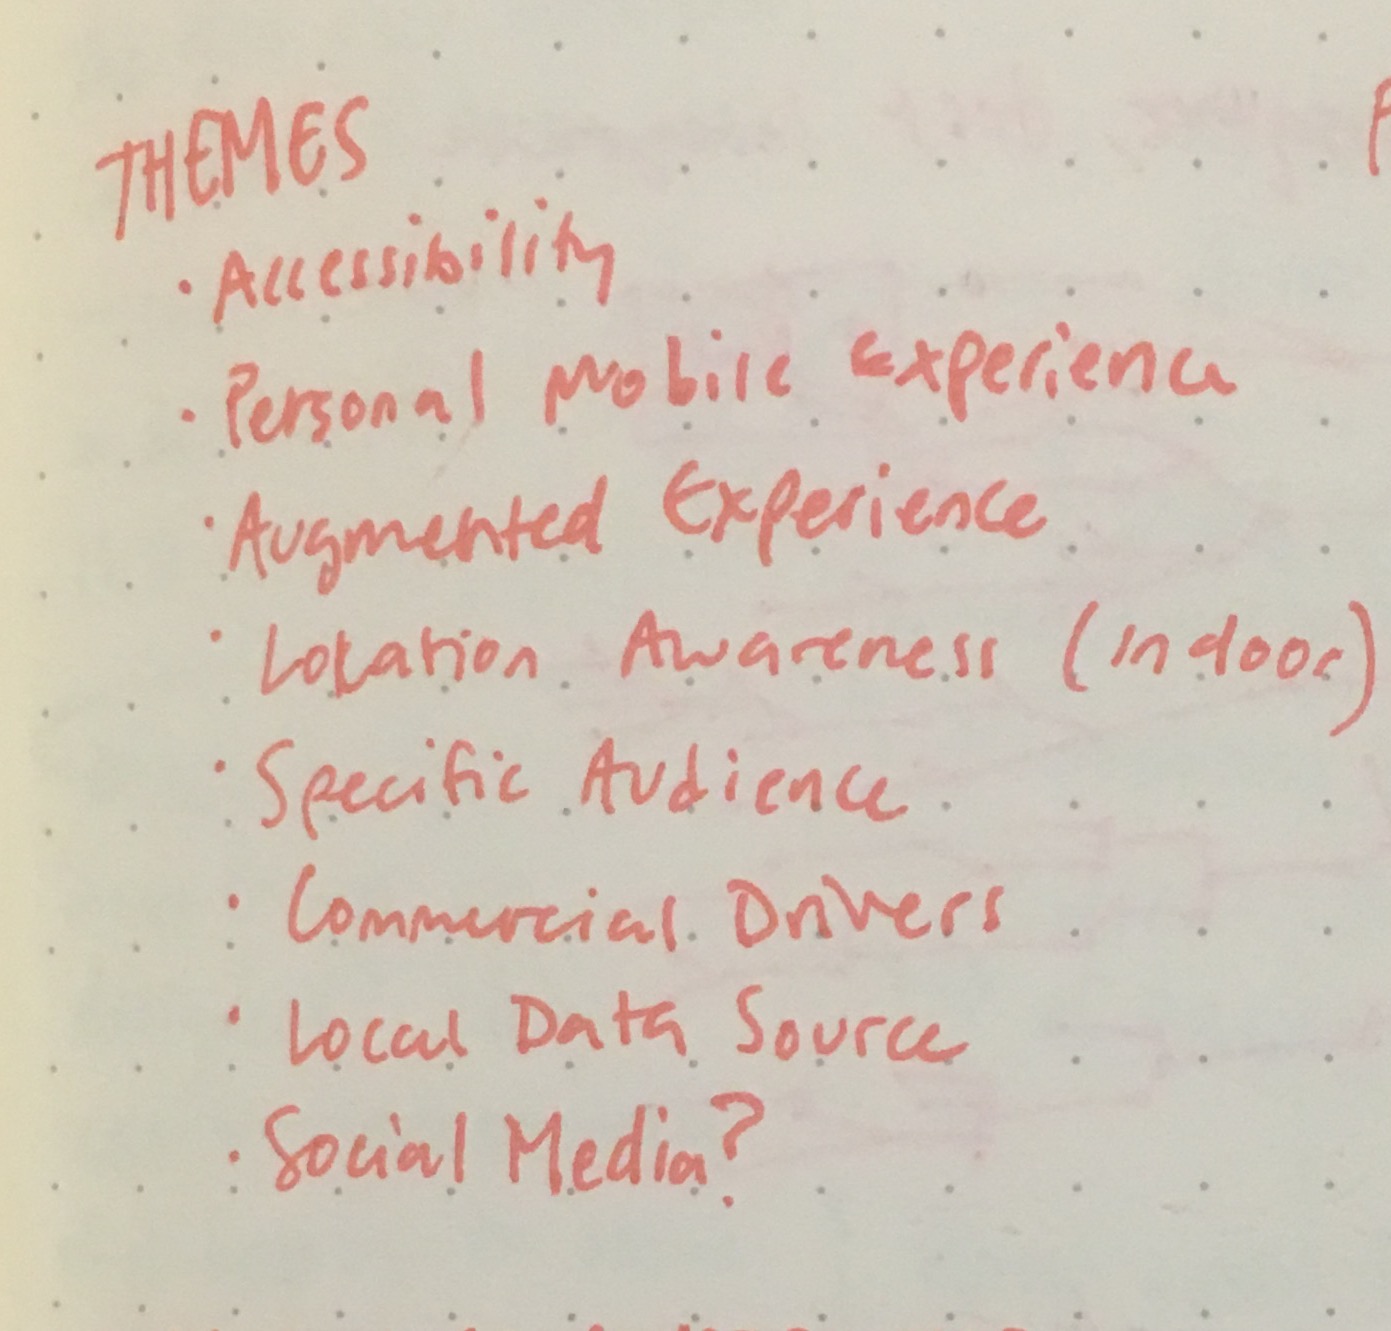 THEMES
· Accessibility
· Personal Mobile Experience
· Augmented Experience
· Location Awareness (Indoor)
· Specific Audience
· Commercial Drivers
· Local Data Source
· Social Media?